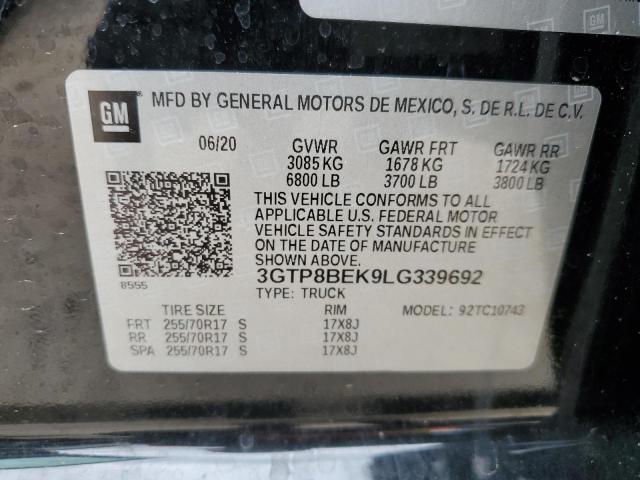 GM
MFD BY GENERAL MOTORS DE MEXICO, S. DE R.L. DE C.V.
06/20 GVWR GAWR FRT GAWR RR
3085 KG 1678 KG 1724 KG
6800 LB 3700 LB 3800 LB
THIS VEHICLE CONFORMS TO ALL
APPLICABLE U.S. FEDERAL MOTOR
VEHICLE SAFETY STANDARDS IN EFFECT
ON THE DATE OF MANUFACTURE
SHOWN ABOVE.
8555
3GTP8BEK9LG339692
TYPE: TRUCK
TIRE SIZE RIM MODEL: 92TC10743
FRT 255/70R17 S 17X8J
RR 255/70R17 S 17X8J
SPA 255/70R17 S 17X8J